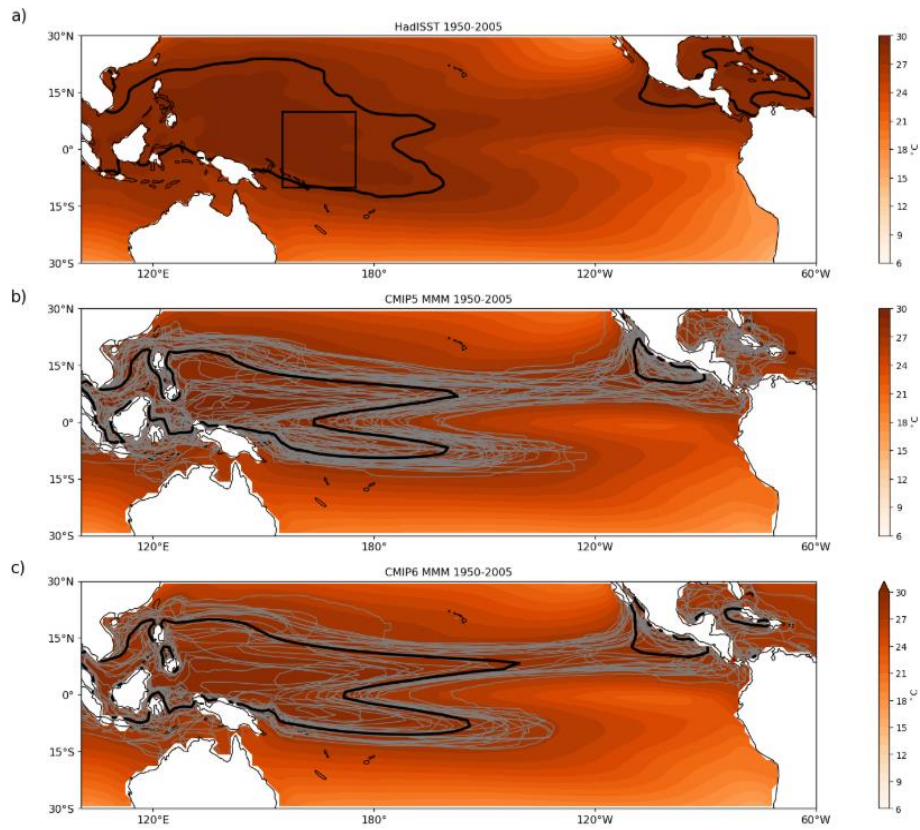 a)
HadISST 1950-2005
30°N
15°N
0°
15°S
30°S
120°E
180°
120°W
60°W
30
27
24
21
18
15
12
9
6
°C
b)
CMIP5 MMM 1950-2005
30°N
15°N
0°
15°S
30°S
120°E
180°
120°W
60°W
30
27
24
21
18
15
12
9
6
°C
c)
CMIP6 MMM 1950-2005
30°N
15°N
0°
15°S
30°S
120°E
180°
120°W
60°W
30
27
24
21
18
15
12
9
6
°C